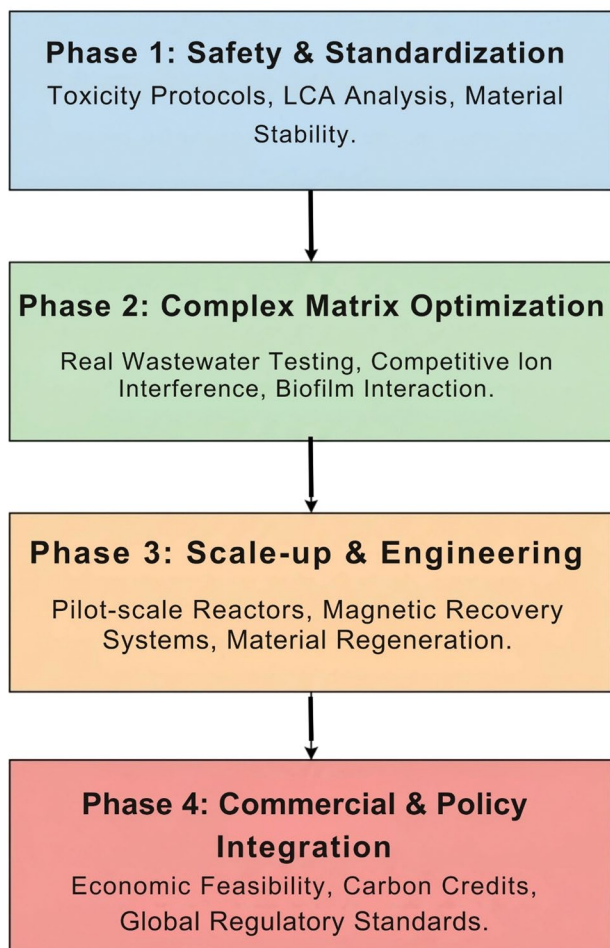 Phase 1: Safety & Standardization
Toxicity Protocols, LCA Analysis, Material
Stability.
Phase 2: Complex Matrix Optimization
Real Wastewater Testing, Competitive Ion
Interference, Biofilm Interaction.
Phase 3: Scale-up & Engineering
Pilot-scale Reactors, Magnetic Recovery
Systems, Material Regeneration.
Phase 4: Commercial & Policy
Integration
Economic Feasibility, Carbon Credits,
Global Regulatory Standards.